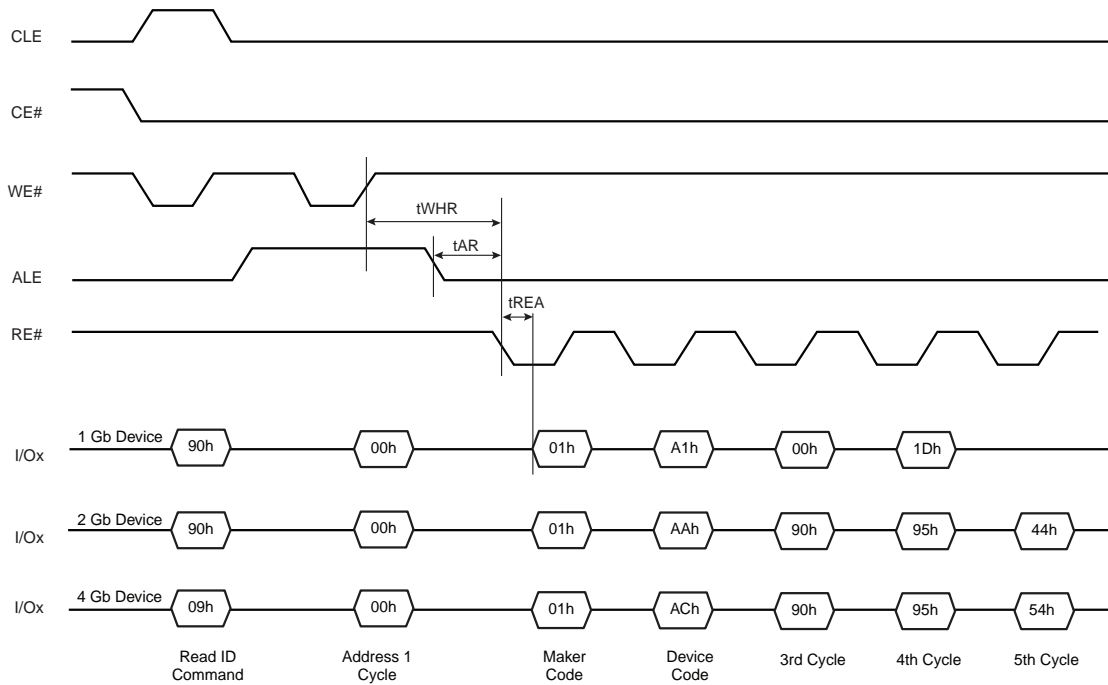 CLE
CE#
WE#
tWHR
tAR
ALE
tREA
RE#
1 Gb Device
I/Ox
90h
00h
01h
A1h
00h
1Dh
2 Gb Device
I/Ox
90h
00h
01h
AAh
90h
95h
44h
4 Gb Device
I/Ox
09h
00h
01h
ACh
90h
95h
54h
Read ID
Command
Address 1
Cycle
Maker
Code
Device
Code
3rd Cycle
4th Cycle
5th Cycle